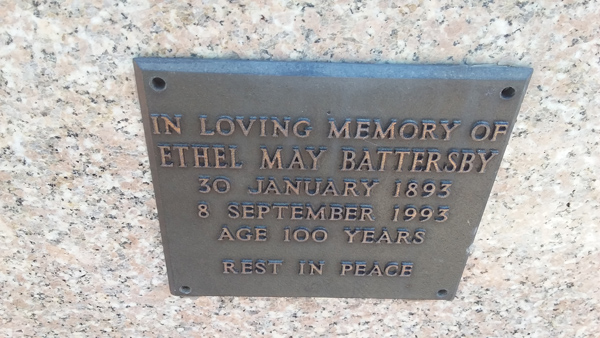 IN LOVING MEMORY OF
ETHEL MAY BATTERSBY
30 JANUARY 1893
8 SEPTEMBER 1993
AGE 100 YEARS
REST IN PEACE